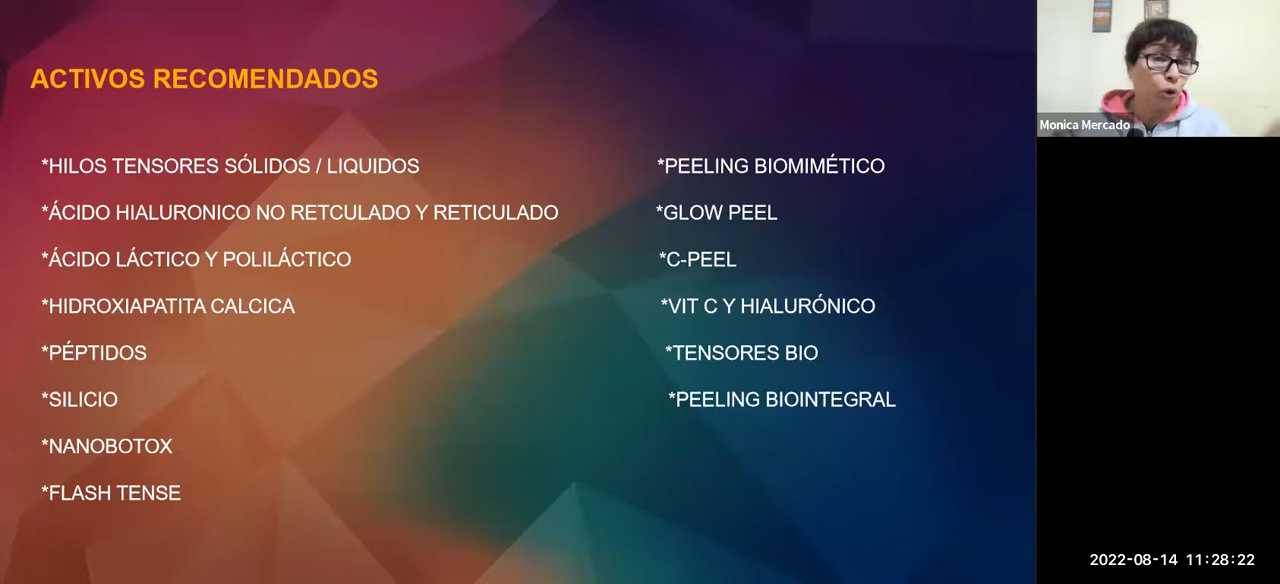 ACTIVOS RECOMENDADOS
*HILOS TENSORES SÓLIDOS / LIQUIDOS
*ÁCIDO HIALURONICO NO RETCULADO Y RETICULADO
*ÁCIDO LÁCTICO Y POLILÁCTICO
*HIDROXIAPATITA CALCICA
*PÉPTIDOS
*SILICIO
*NANOBOTOX
*FLASH TENSE
*PEELING BIOMIMÉTICO
*GLOW PEEL
*C-PEEL
*VIT C Y HIALURÓNICO
*TENSORES BIO
*PEELING BIOINTEGRAL
Monica Mercado
2022-08-14 11:28:22